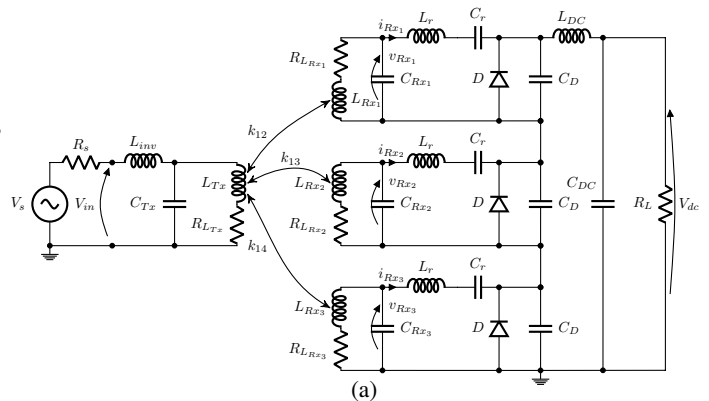 i_{Rx_1} L_r C_r L_{DC}
R_{L_{Rx_1}} v_{Rx_1} C_{Rx_1} D C_D
L_{Rx_1}
k_{12}
R_s L_{inv} k_{13} i_{Rx_2} L_r C_r
V_s V_{in} C_{Tx} L_{Tx} L_{Rx_2} v_{Rx_2} C_{Rx_2} D C_D C_{DC} R_L V_{dc}
R_{L_{Tx}} R_{L_{Rx_2}}
k_{14}
i_{Rx_3} L_r C_r
L_{Rx_3} v_{Rx_3} C_{Rx_3} D C_D
R_{L_{Rx_3}}
(a)